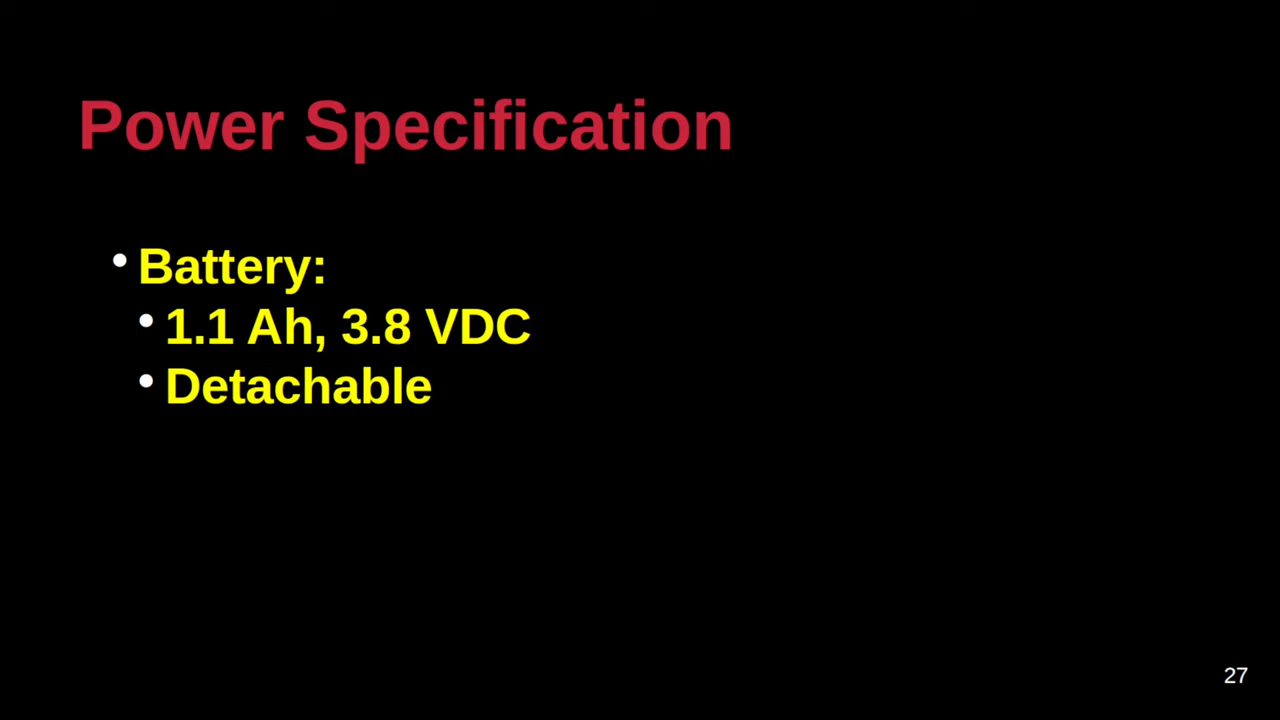 Power Specification
• Battery:
• 1.1 Ah, 3.8 VDC
• Detachable
27